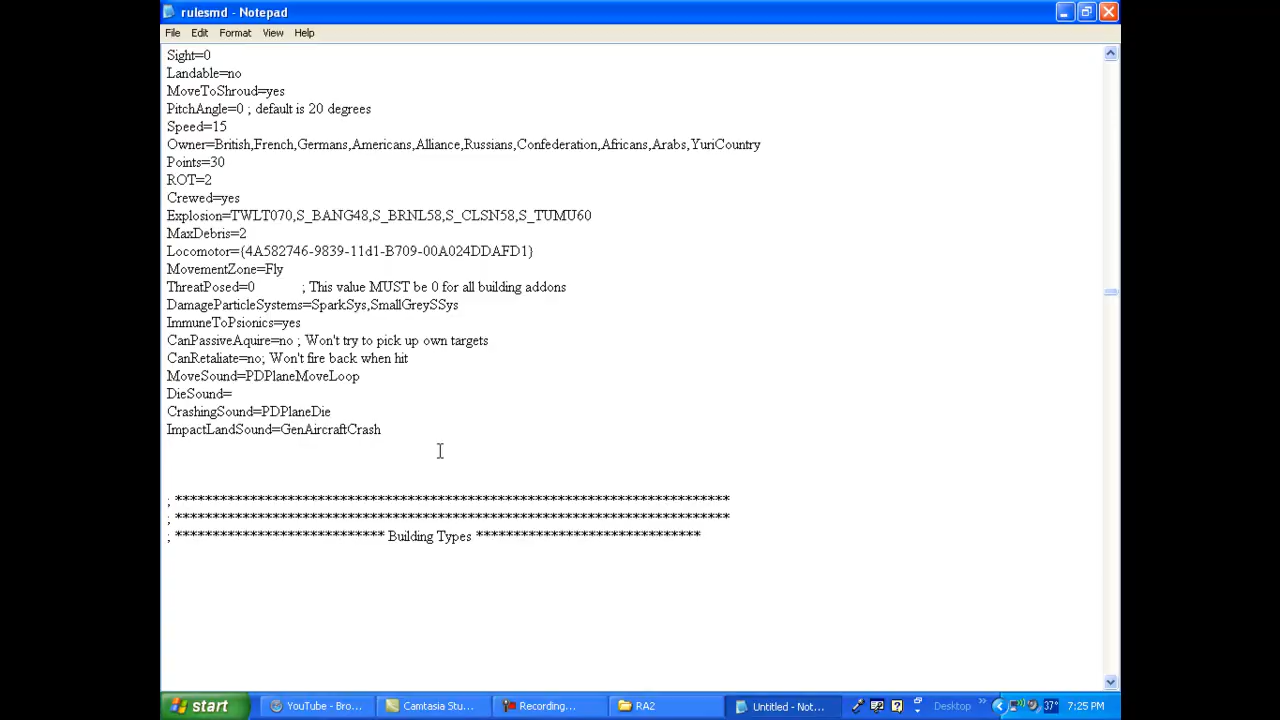 rulesmd - Notepad
File Edit Format View Help
Sight=0
Landable=no
MoveToShroud=yes
PitchAngle=0 ; default is 20 degrees
Speed=15
Owner=British,French,Germans,Americans,Alliance,Russians,Confederation,Africans,Arabs,YuriCountry
Points=30
ROT=2
Crewed=yes
Explosion=TWLT070,S_BANG48,S_BRNL58,S_CLSN58,S_TUMU60
MaxDebris=2
Locomotor={4A582746-9839-11d1-B709-00A024DDAFD1}
MovementZone=Fly
ThreatPosed=0 ; This value MUST be 0 for all building addons
DamageParticleSystems=SparkSys,SmallGreySSys
ImmuneToPsionics=yes
CanPassiveAquire=no ; Won't try to pick up own targets
CanRetaliate=no; Won't fire back when hit
MoveSound=PDPlaneMoveLoop
DieSound=
CrashingSound=PDPlaneDie
ImpactLandSound=GenAircraftCrash
; **************************************************************************
; **************************************************************************
; **************************** Building Types ******************************
start YouTube - Bro... Camtasia Stu... Recording... RA2 Untitled - Not... Desktop » 37° 7:25 PM